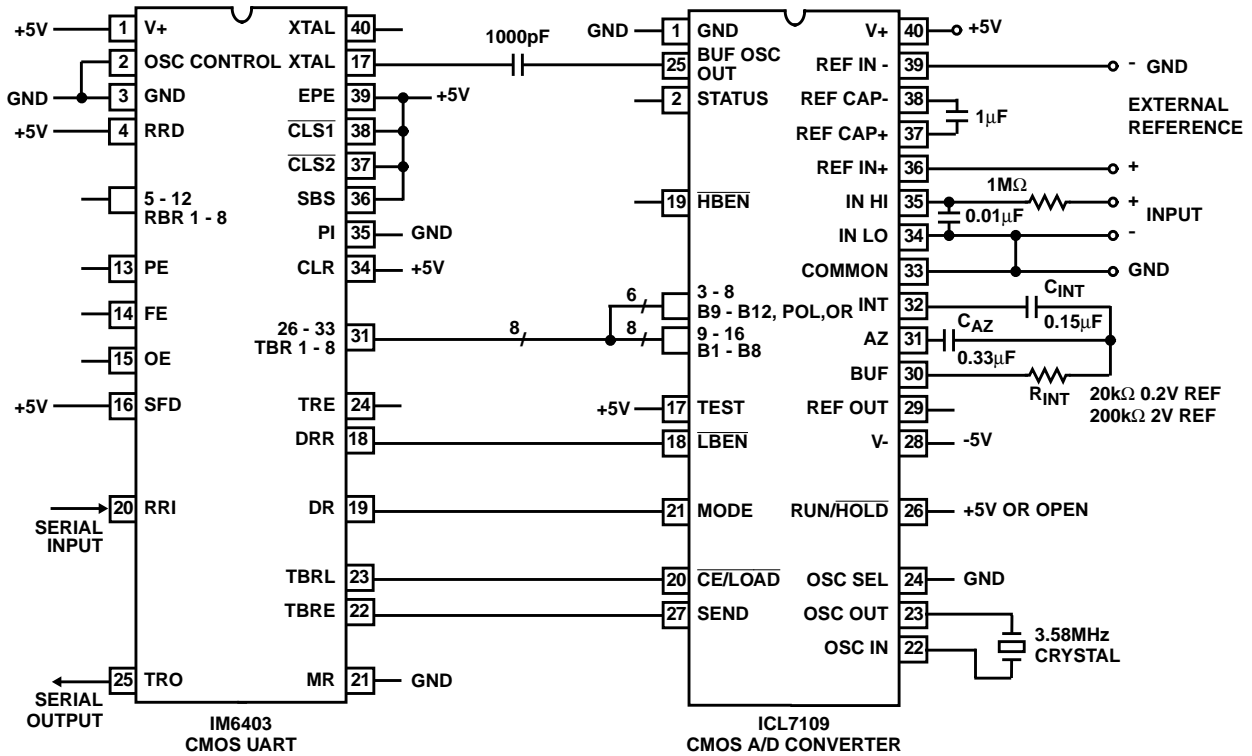 +5V
1 V+
XTAL 40
2 OSC CONTROL
XTAL 17
1000pF
GND
3 GND
EPE 39
+5V
+5V
4 RRD
CLS1 38
CLS2 37
5 - 12
RBR 1 - 8
SBS 36
PI 35
GND
13 PE
CLR 34
+5V
14 FE
26 - 33
TBR 1 - 8
31
8
6
8
15 OE
+5V
16 SFD
TRE 24
DRR 18
SERIAL
INPUT
20 RRI
DR 19
TBRL 23
TBRE 22
SERIAL
OUTPUT
25 TRO
MR 21
GND
IM6403
CMOS UART
GND
1 GND
V+ 40
+5V
25 BUF OSC
OUT
REF IN - 39
- GND
2 STATUS
REF CAP- 38
1μF
EXTERNAL
REFERENCE
REF CAP+ 37
REF IN+ 36
+
1MΩ
19 HBEN
IN HI 35
0.01μF
+
INPUT
IN LO 34
-
COMMON 33
GND
3 - 8
B9 - B12, POL,OR
INT 32
CINT
0.15μF
9 - 16
B1 - B8
AZ 31
CAZ
0.33μF
BUF 30
RINT
20kΩ 0.2V REF
200kΩ 2V REF
+5V
17 TEST
REF OUT 29
18 LBEN
V- 28
-5V
21 MODE
RUN/HOLD 26
+5V OR OPEN
20 CE/LOAD
OSC SEL 24
GND
27 SEND
OSC OUT 23
OSC IN 22
3.58MHz
CRYSTAL
ICL7109
CMOS A/D CONVERTER